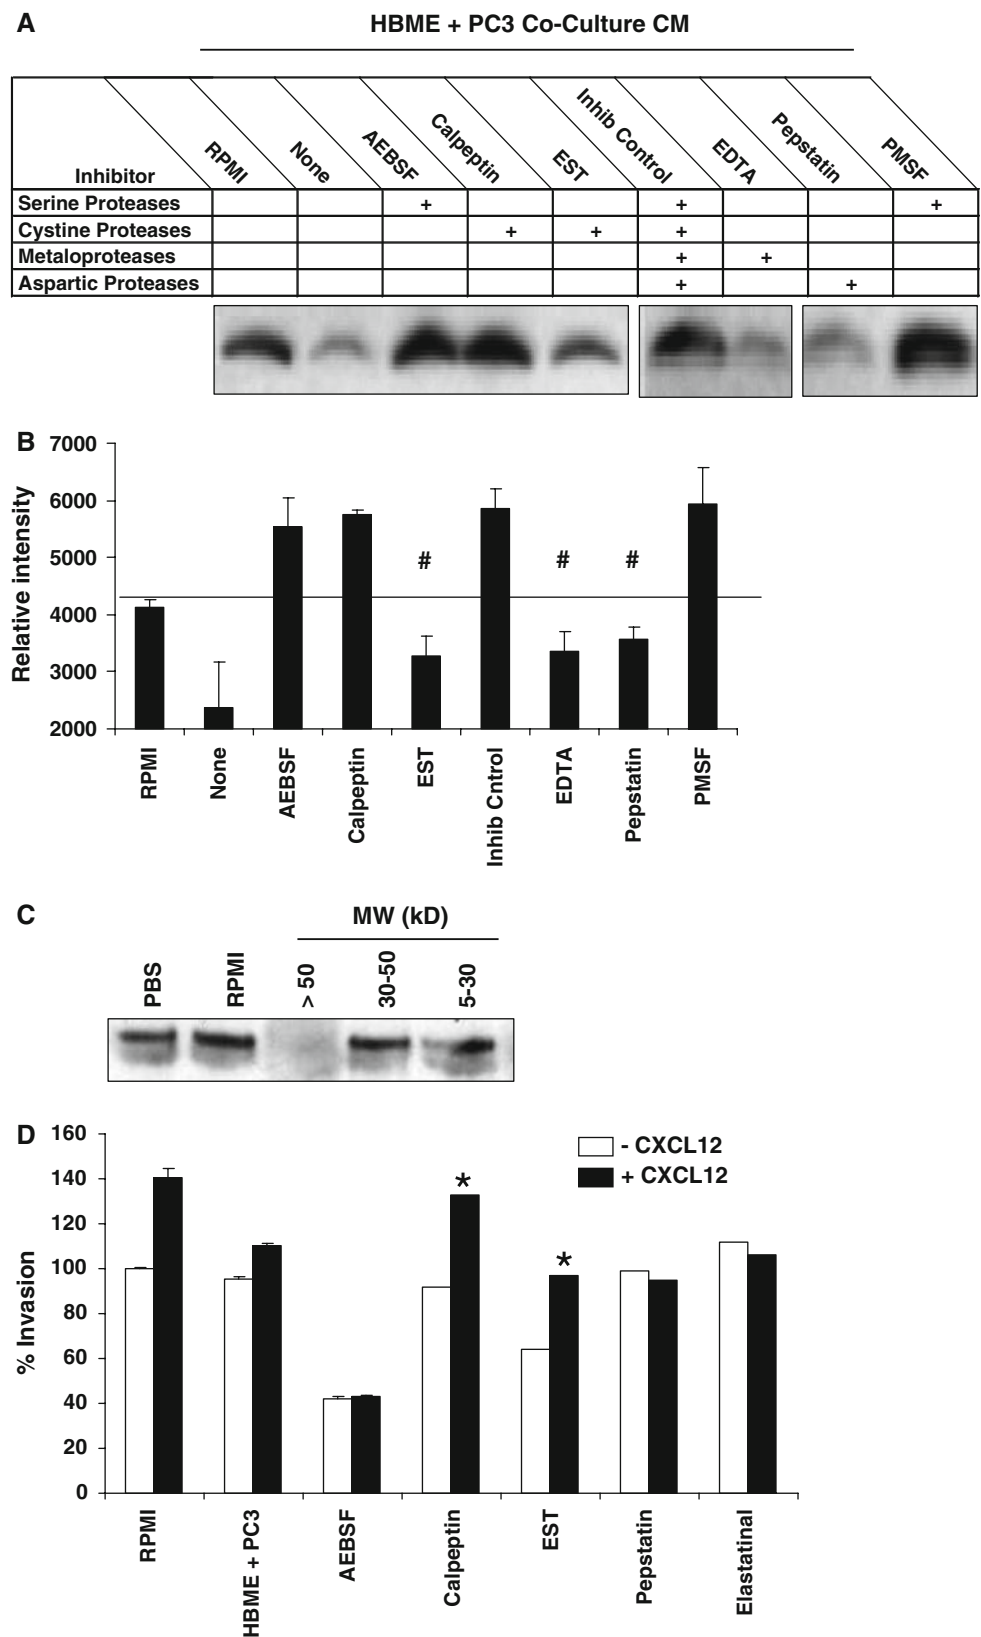 A
HBME + PC3 Co-Culture CM
Inhibitor RPMI None AEBSF Calpeptin EST Inhib Control EDTA Pepstatin PMSF
Serine Proteases + + +
Cystine Proteases + + +
Metaloproteases + +
Aspartic Proteases + +
B
Relative intensity
7000
6000
5000
4000
3000
2000
# # #
RPMI None AEBSF Calpeptin EST Inhib Cntrol EDTA Pepstatin PMSF
C
MW (kD)
PBS RPMI > 50 30-50 5-30
D
% Invasion
160
140
120
100
80
60
40
20
0
- CXCL12
+ CXCL12
* *
RPMI HBME + PC3 AEBSF Calpeptin EST Pepstatin Elastatinal